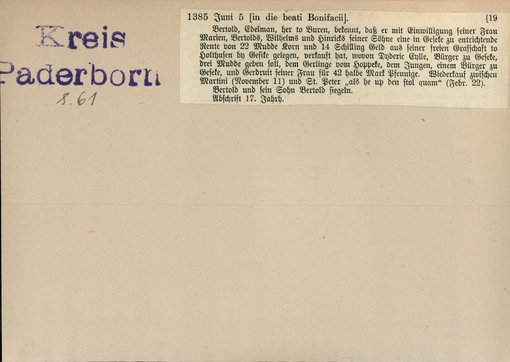 Kreis
Paderborn
S. 61
1385 Juni 5 [in die beati Bonifacii]. [19
Bertold, Edelman, her to Buren, bekennt, daß er mit Einwilligung seiner Frau
Marien, Bertolds, Wilhelms und Hinricks seiner Söhne eine in Geseke zu entrichtende
Rente von 22 Mudde Korn und 14 Schilling Geld aus seiner freien Grafschaft to
Holthusen by Gesike gelegen, verkauft hat, wovon Dyderic Cylle, Bürger zu Geseke,
drei Mudde geben soll, dem Gerlinge vom Hoppeke, dem Jungen, einem Bürger zu
Geseke, und Gerdruit seiner Frau für 42 halbe Mark Pfennige. Wiederkauf zwischen
Martini (November 11) und St. Peter „als he up den stol quam“ (Febr. 22).
Bertold und sein Sohn Bertold siegeln.
Abschrift 17. Jahrh.